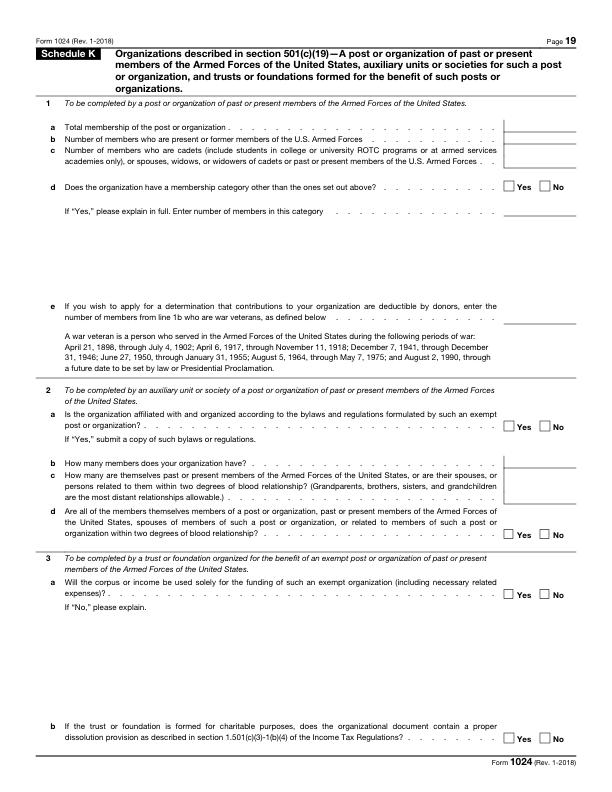 Form 1024 (Rev. 1-2018) Page 19
Schedule K Organizations described in section 501(c)(19)—A post or organization of past or present
members of the Armed Forces of the United States, auxiliary units or societies for such a post
or organization, and trusts or foundations formed for the benefit of such posts or
organizations.
1 To be completed by a post or organization of past or present members of the Armed Forces of the United States.
a Total membership of the post or organization . . . . . . . . . . . . . . . . . . . .
b Number of members who are present or former members of the U.S. Armed Forces . . . . . . . . . .
c Number of members who are cadets (include students in college or university ROTC programs or at armed services
academies only), or spouses, widows, or widowers of cadets or past or present members of the U.S. Armed Forces . .
d Does the organization have a membership category other than the ones set out above? . . . . . . . . Yes No
If “Yes,” please explain in full. Enter number of members in this category . . . . . . . . . . . .
e If you wish to apply for a determination that contributions to your organization are deductible by donors, enter the
number of members from line 1b who are war veterans, as defined below . . . . . . . . . . . .
A war veteran is a person who served in the Armed Forces of the United States during the following periods of war:
April 21, 1898, through July 4, 1902; April 6, 1917, through November 11, 1918; December 7, 1941, through December
31, 1946; June 27, 1950, through January 31, 1955; August 5, 1964, through May 7, 1975; and August 2, 1990, through
a future date to be set by law or Presidential Proclamation.
2 To be completed by an auxiliary unit or society of a post or organization of past or present members of the Armed Forces
of the United States.
a Is the organization affiliated with and organized according to the bylaws and regulations formulated by such an exempt
post or organization? . . . . . . . . . . . . . . . . . . . . . . . . Yes No
If “Yes,” submit a copy of such bylaws or regulations.
b How many members does your organization have? . . . . . . . . . . . . . . . . . .
c How many are themselves past or present members of the Armed Forces of the United States, or are their spouses, or
persons related to them within two degrees of blood relationship? (Grandparents, brothers, sisters, and grandchildren
are the most distant relationships allowable.) . . . . . . . . . . . . . . . . . . . .
d Are all of the members themselves members of a post or organization, past or present members of the Armed Forces of
the United States, spouses of members of such a post or organization, or related to members of such a post or
organization within two degrees of blood relationship? . . . . . . . . . . . . . . . . . Yes No
3 To be completed by a trust or foundation organized for the benefit of an exempt post or organization of past or present
members of the Armed Forces of the United States.
a Will the corpus or income be used solely for the funding of such an exempt organization (including necessary related
expenses)? . . . . . . . . . . . . . . . . . . . . . . . . . . Yes No
If “No,” please explain.
b If the trust or foundation is formed for charitable purposes, does the organizational document contain a proper
dissolution provision as described in section 1.501(c)(3)-1(b)(4) of the Income Tax Regulations? . . . . . . . Yes No
Form 1024 (Rev. 1-2018)